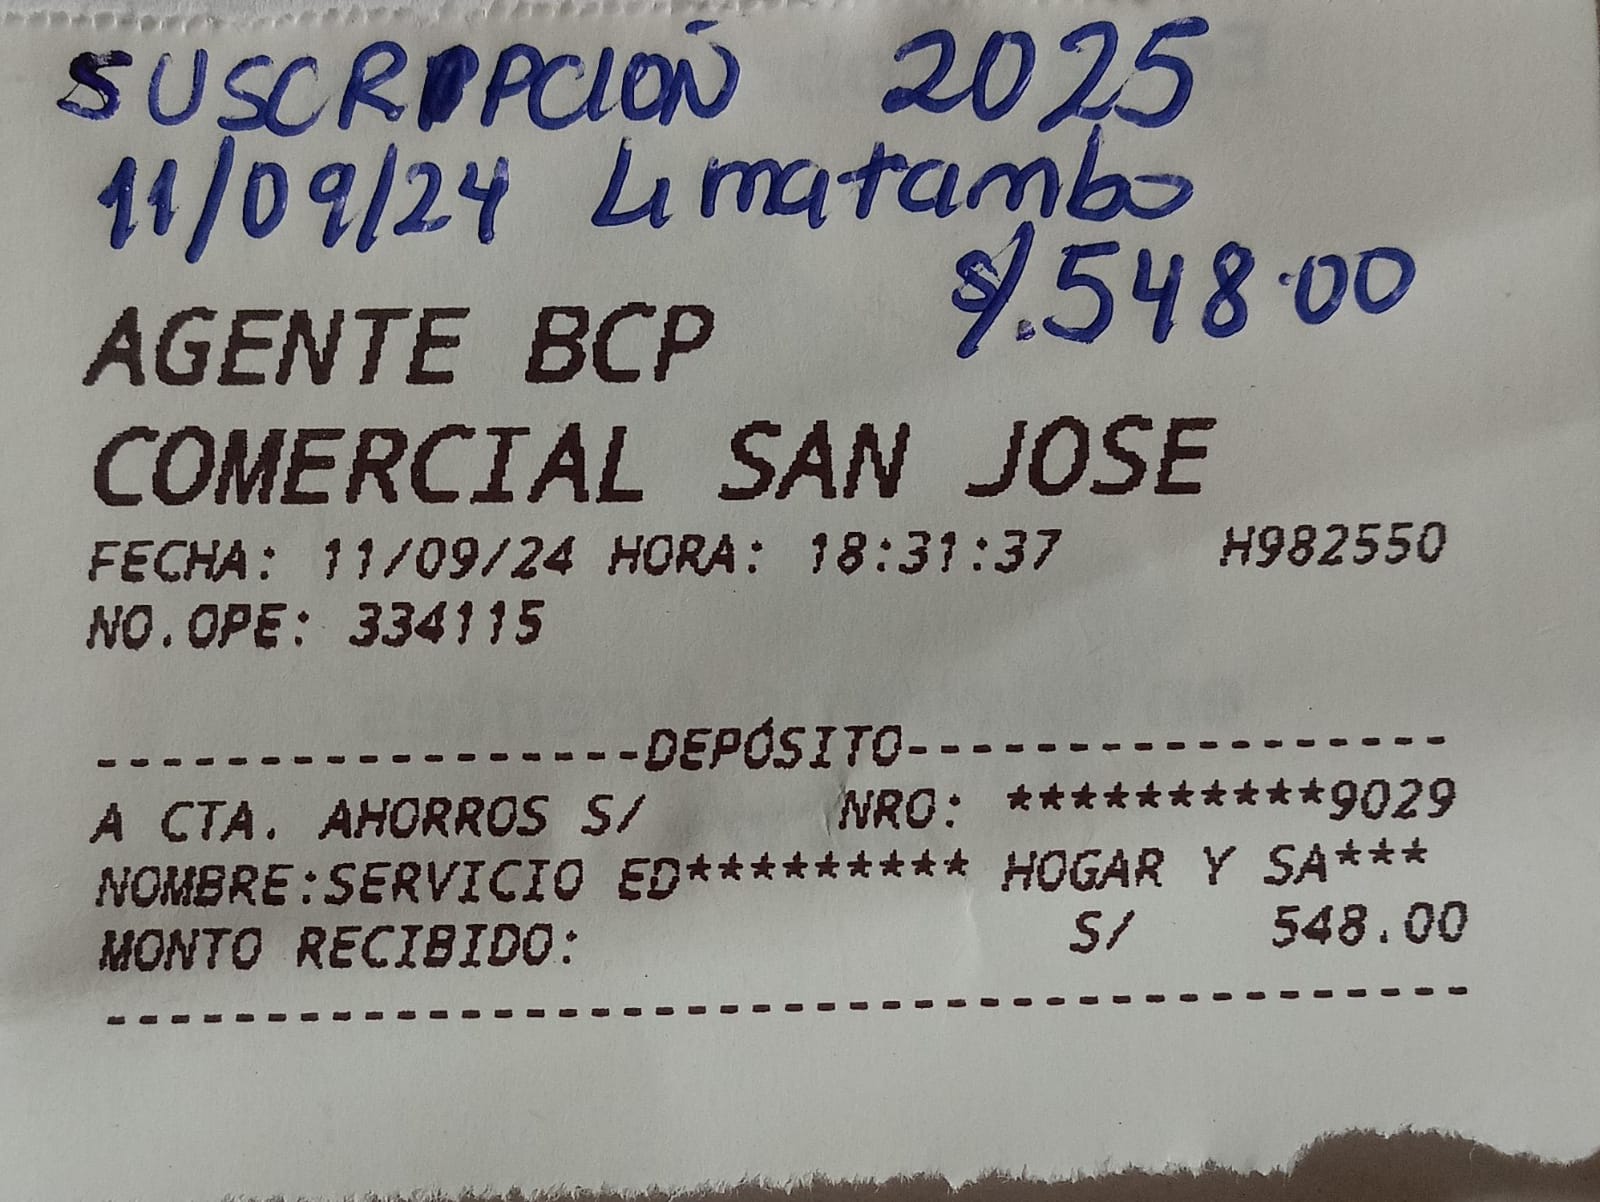 SUSCRIPCIÓN 2025
11/09/24 Limatambo
S/.548.00
AGENTE BCP
COMERCIAL SAN JOSE
FECHA: 11/09/24 HORA: 18:31:37 H982550
NO.OPE: 334115
-----------------DEPÓSITO-----------------
A CTA. AHORROS S/ NRO: **********9029
NOMBRE:SERVICIO ED********* HOGAR Y SA***
MONTO RECIBIDO: S/ 548.00
------------------------------------------